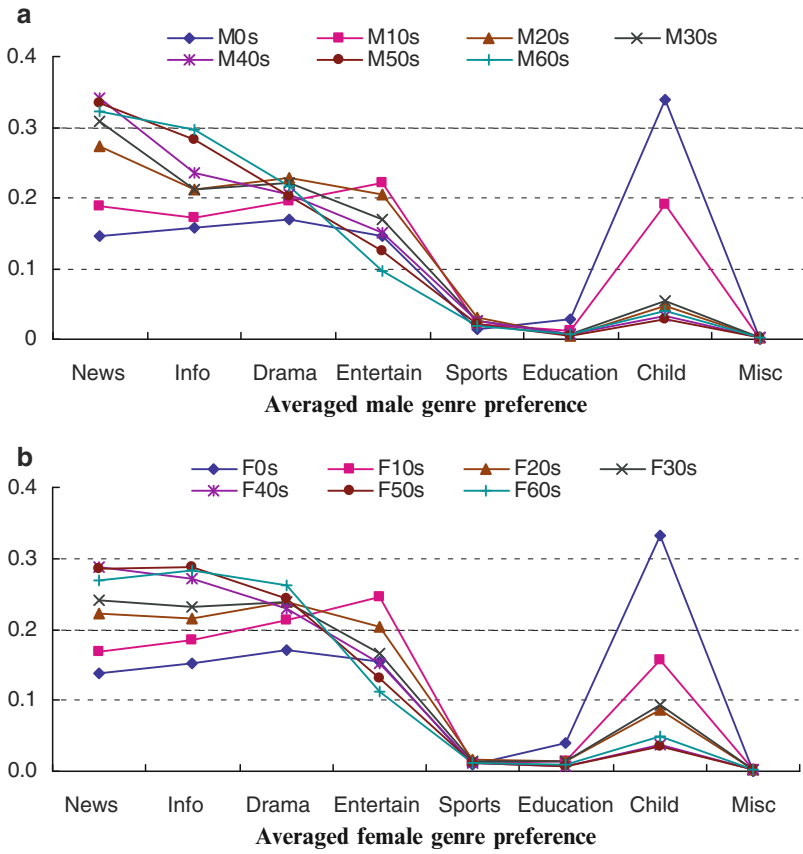 a
M0s M10s M20s M30s
M40s M50s M60s
0.4
0.3
0.2
0.1
0
News Info Drama Entertain Sports Education Child Misc
Averaged male genre preference
b
F0s F10s F20s F30s
F40s F50s F60s
0.4
0.3
0.2
0.1
0.0
News Info Drama Entertain Sports Education Child Misc
Averaged female genre preference